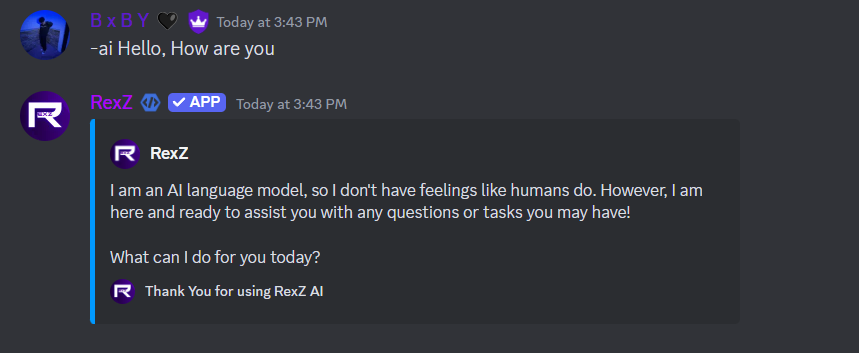 B x B Y 🖤 Today at 3:43 PM
-ai Hello, How are you
RexZ APP Today at 3:43 PM
RexZ
I am an AI language model, so I don't have feelings like humans do. However, I am
here and ready to assist you with any questions or tasks you may have!
What can I do for you today?
Thank You for using RexZ AI